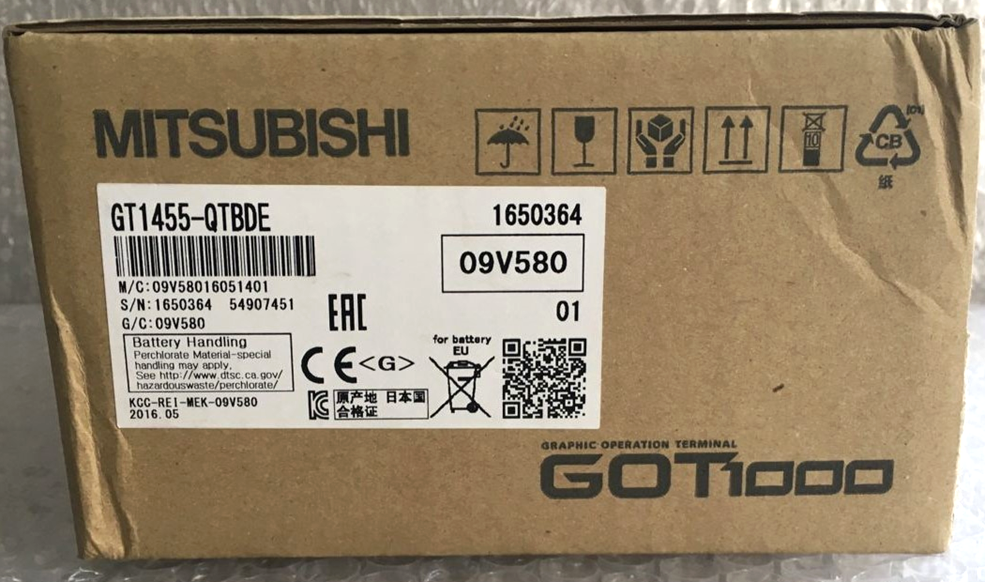 MITSUBISHI
10
CB
纸
GT1455-QTBDE
1650364
09V580
M/C:09V58016051401
S/N:1650364 54907451
G/C:09V580
01
EAC
Battery Handling
Perchlorate Material-special
handling may apply.
See http://www.dtsc.ca.gov/
hazardouswaste/perchlorate/
CE <G>
for battery
EU
KCC-REI-MEK-09V580
2016.05
原产地 日本国
合格证
GRAPHIC OPERATION TERMINAL
GOT1000